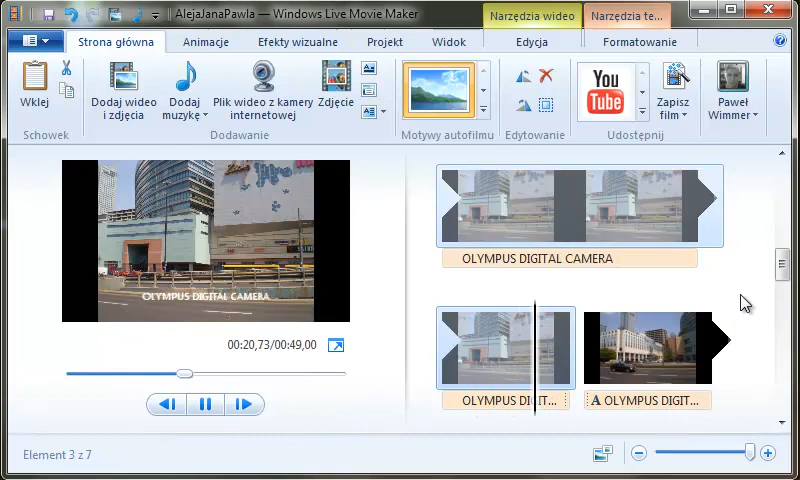 AlejaJanaPawla — Windows Live Movie Maker
Narzędzia wideo
Narzędzia te...
Strona główna
Animacje
Efekty wizualne
Projekt
Widok
Edycja
Formatowanie
Wklej
Dodaj wideo
i zdjęcia
Dodaj
muzykę
Plik wideo z kamery
internetowej
Zdjęcie
You
Tube
Zapisz
film
Paweł
Wimmer
Schowek
Dodawanie
Motywy autofilmu
Edytowanie
Udostępnij
OLYMPUS DIGITAL CAMERA
00:20,73/00:49,00
OLYMPUS DIGITAL CAMERA
OLYMPUS DIGIT...
A OLYMPUS DIGIT...
Element 3 z 7